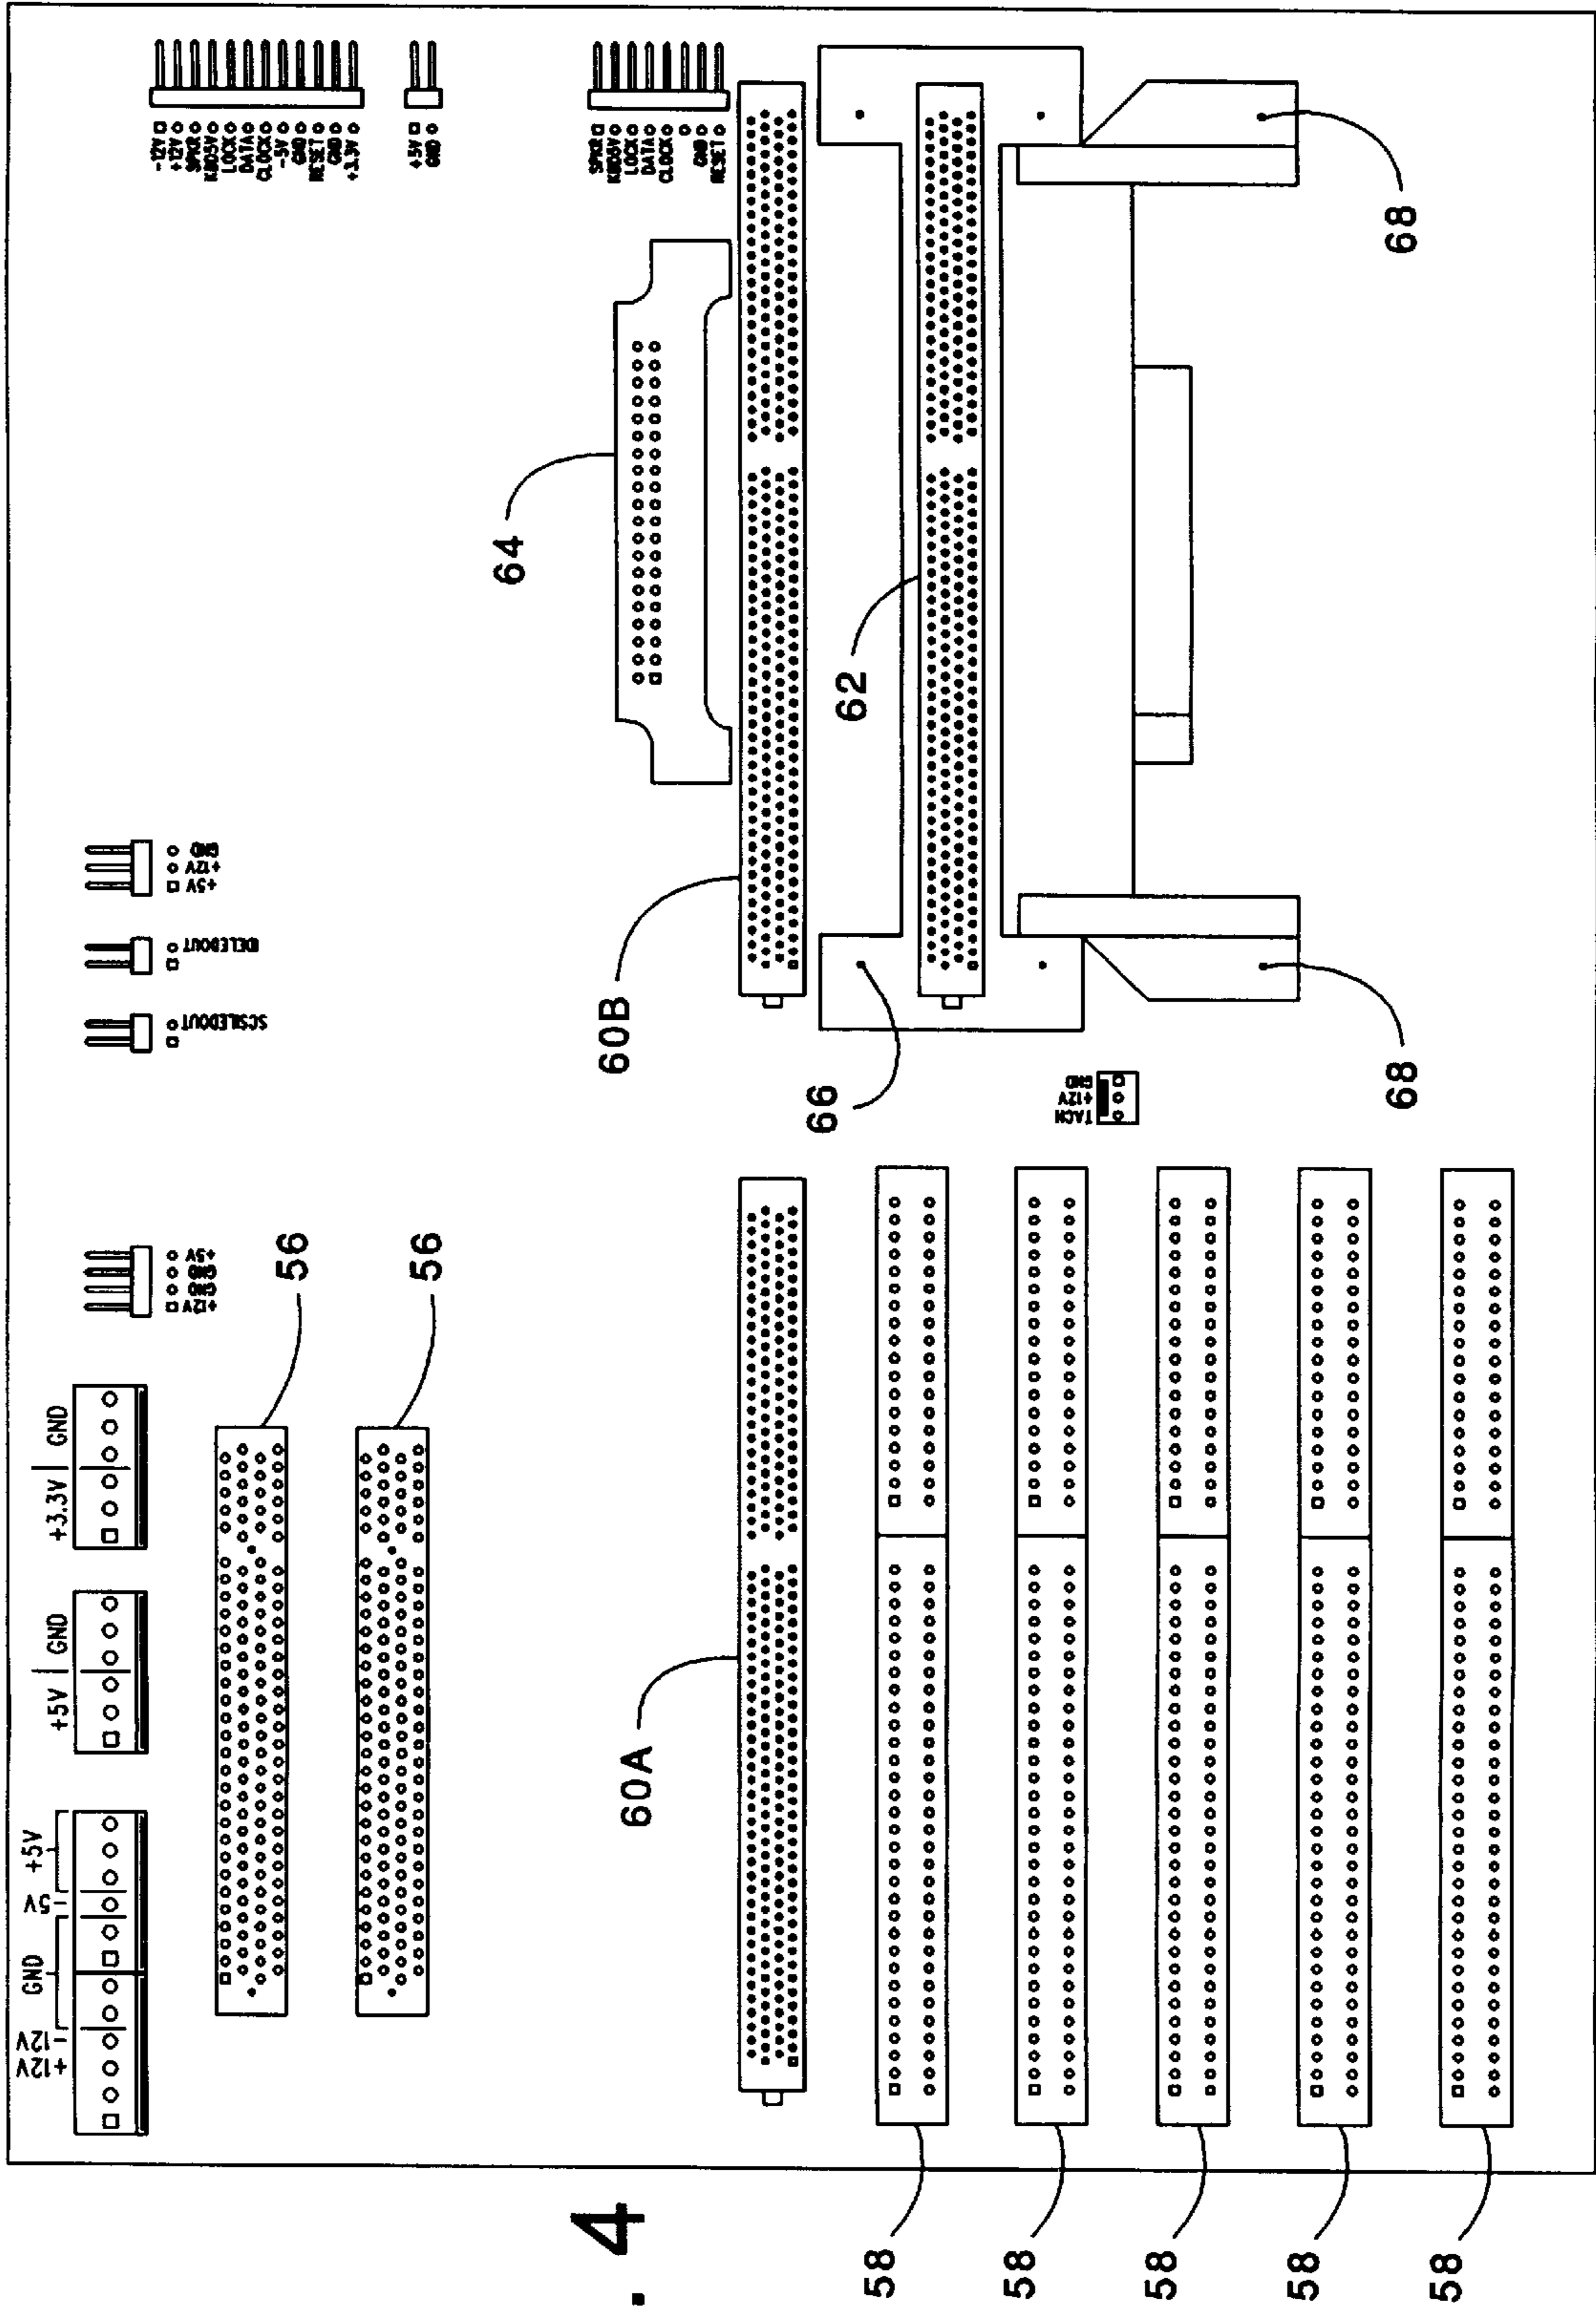 . 4
+12V
-12V
GND
-5V
+5V
+5V
GND
+3.3V
GND
+12V
GND
GND
+5V
SCSILEDOUT
IDELEDOUT
+5V
+12V
GND
-12V
+12V
SPKR
KBD5V
LOCK
DATA
CLOCK
-5V
GND
RESET
GND
+3.3V
+5V
GND
SPKR
KBD5V
LOCK
DATA
CLOCK
GND
RESET
56
56
64
60A
60B
62
66
TACH
+12V
GND
68
68
58
58
58
58
58